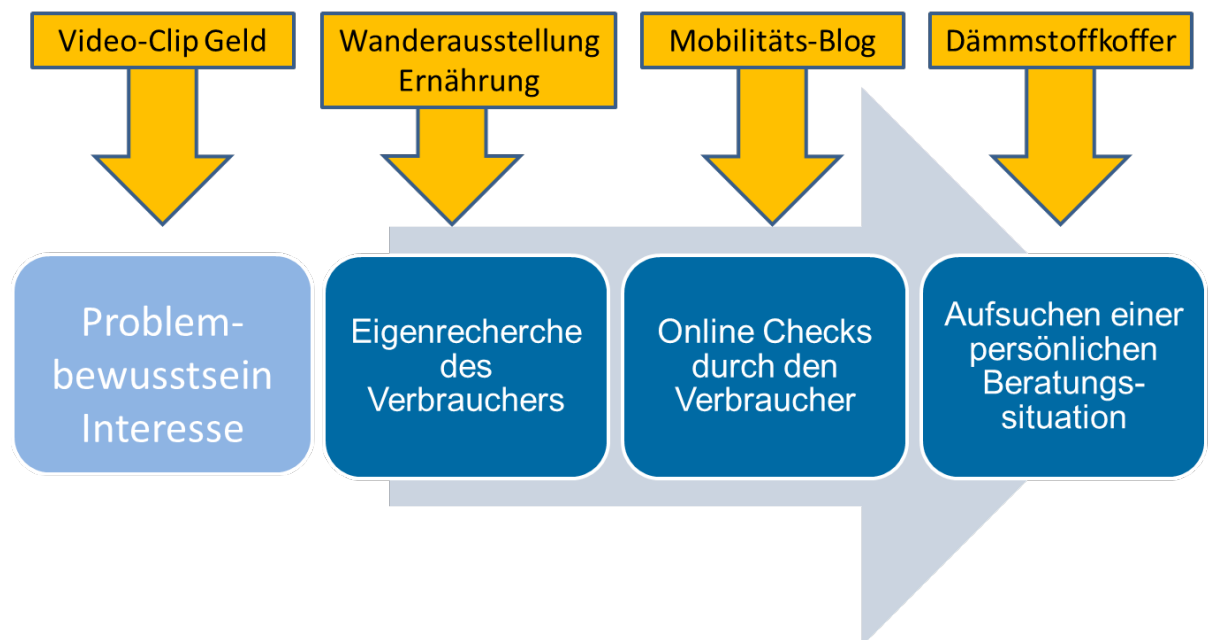 Video-Clip Geld
Wanderausstellung
Ernährung
Mobilitäts-Blog
Dämmstoffkoffer
Problem-
bewusstsein
Interesse
Eigenrecherche
des
Verbrauchers
Online Checks
durch den
Verbraucher
Aufsuchen einer
persönlichen
Beratungs-
situation